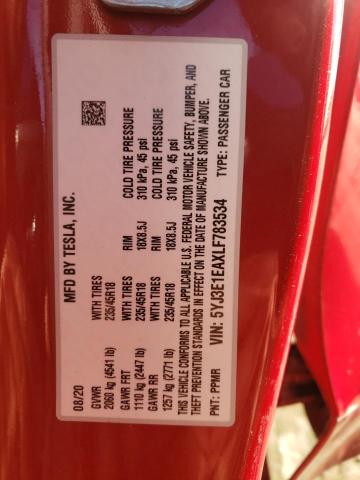 MFD BY TESLA, INC.
08/20
GVWR
2060 kg (4541 lb)
GAWR FRT WITH TIRES RIM COLD TIRE PRESSURE
1110 kg (2447 lb) 235/45R18 18X8.5J 310 kPa, 45 psi
GAWR RR WITH TIRES RIM COLD TIRE PRESSURE
1257 kg (2771 lb) 235/45R18 18X8.5J 310 kPa, 45 psi
THIS VEHICLE CONFORMS TO ALL APPLICABLE U.S. FEDERAL MOTOR VEHICLE SAFETY, BUMPER, AND
THEFT PREVENTION STANDARDS IN EFFECT ON THE DATE OF MANUFACTURE SHOWN ABOVE.
VIN: 5YJ3E1EAXLF783534 TYPE: PASSENGER CAR
PNT: PPMR